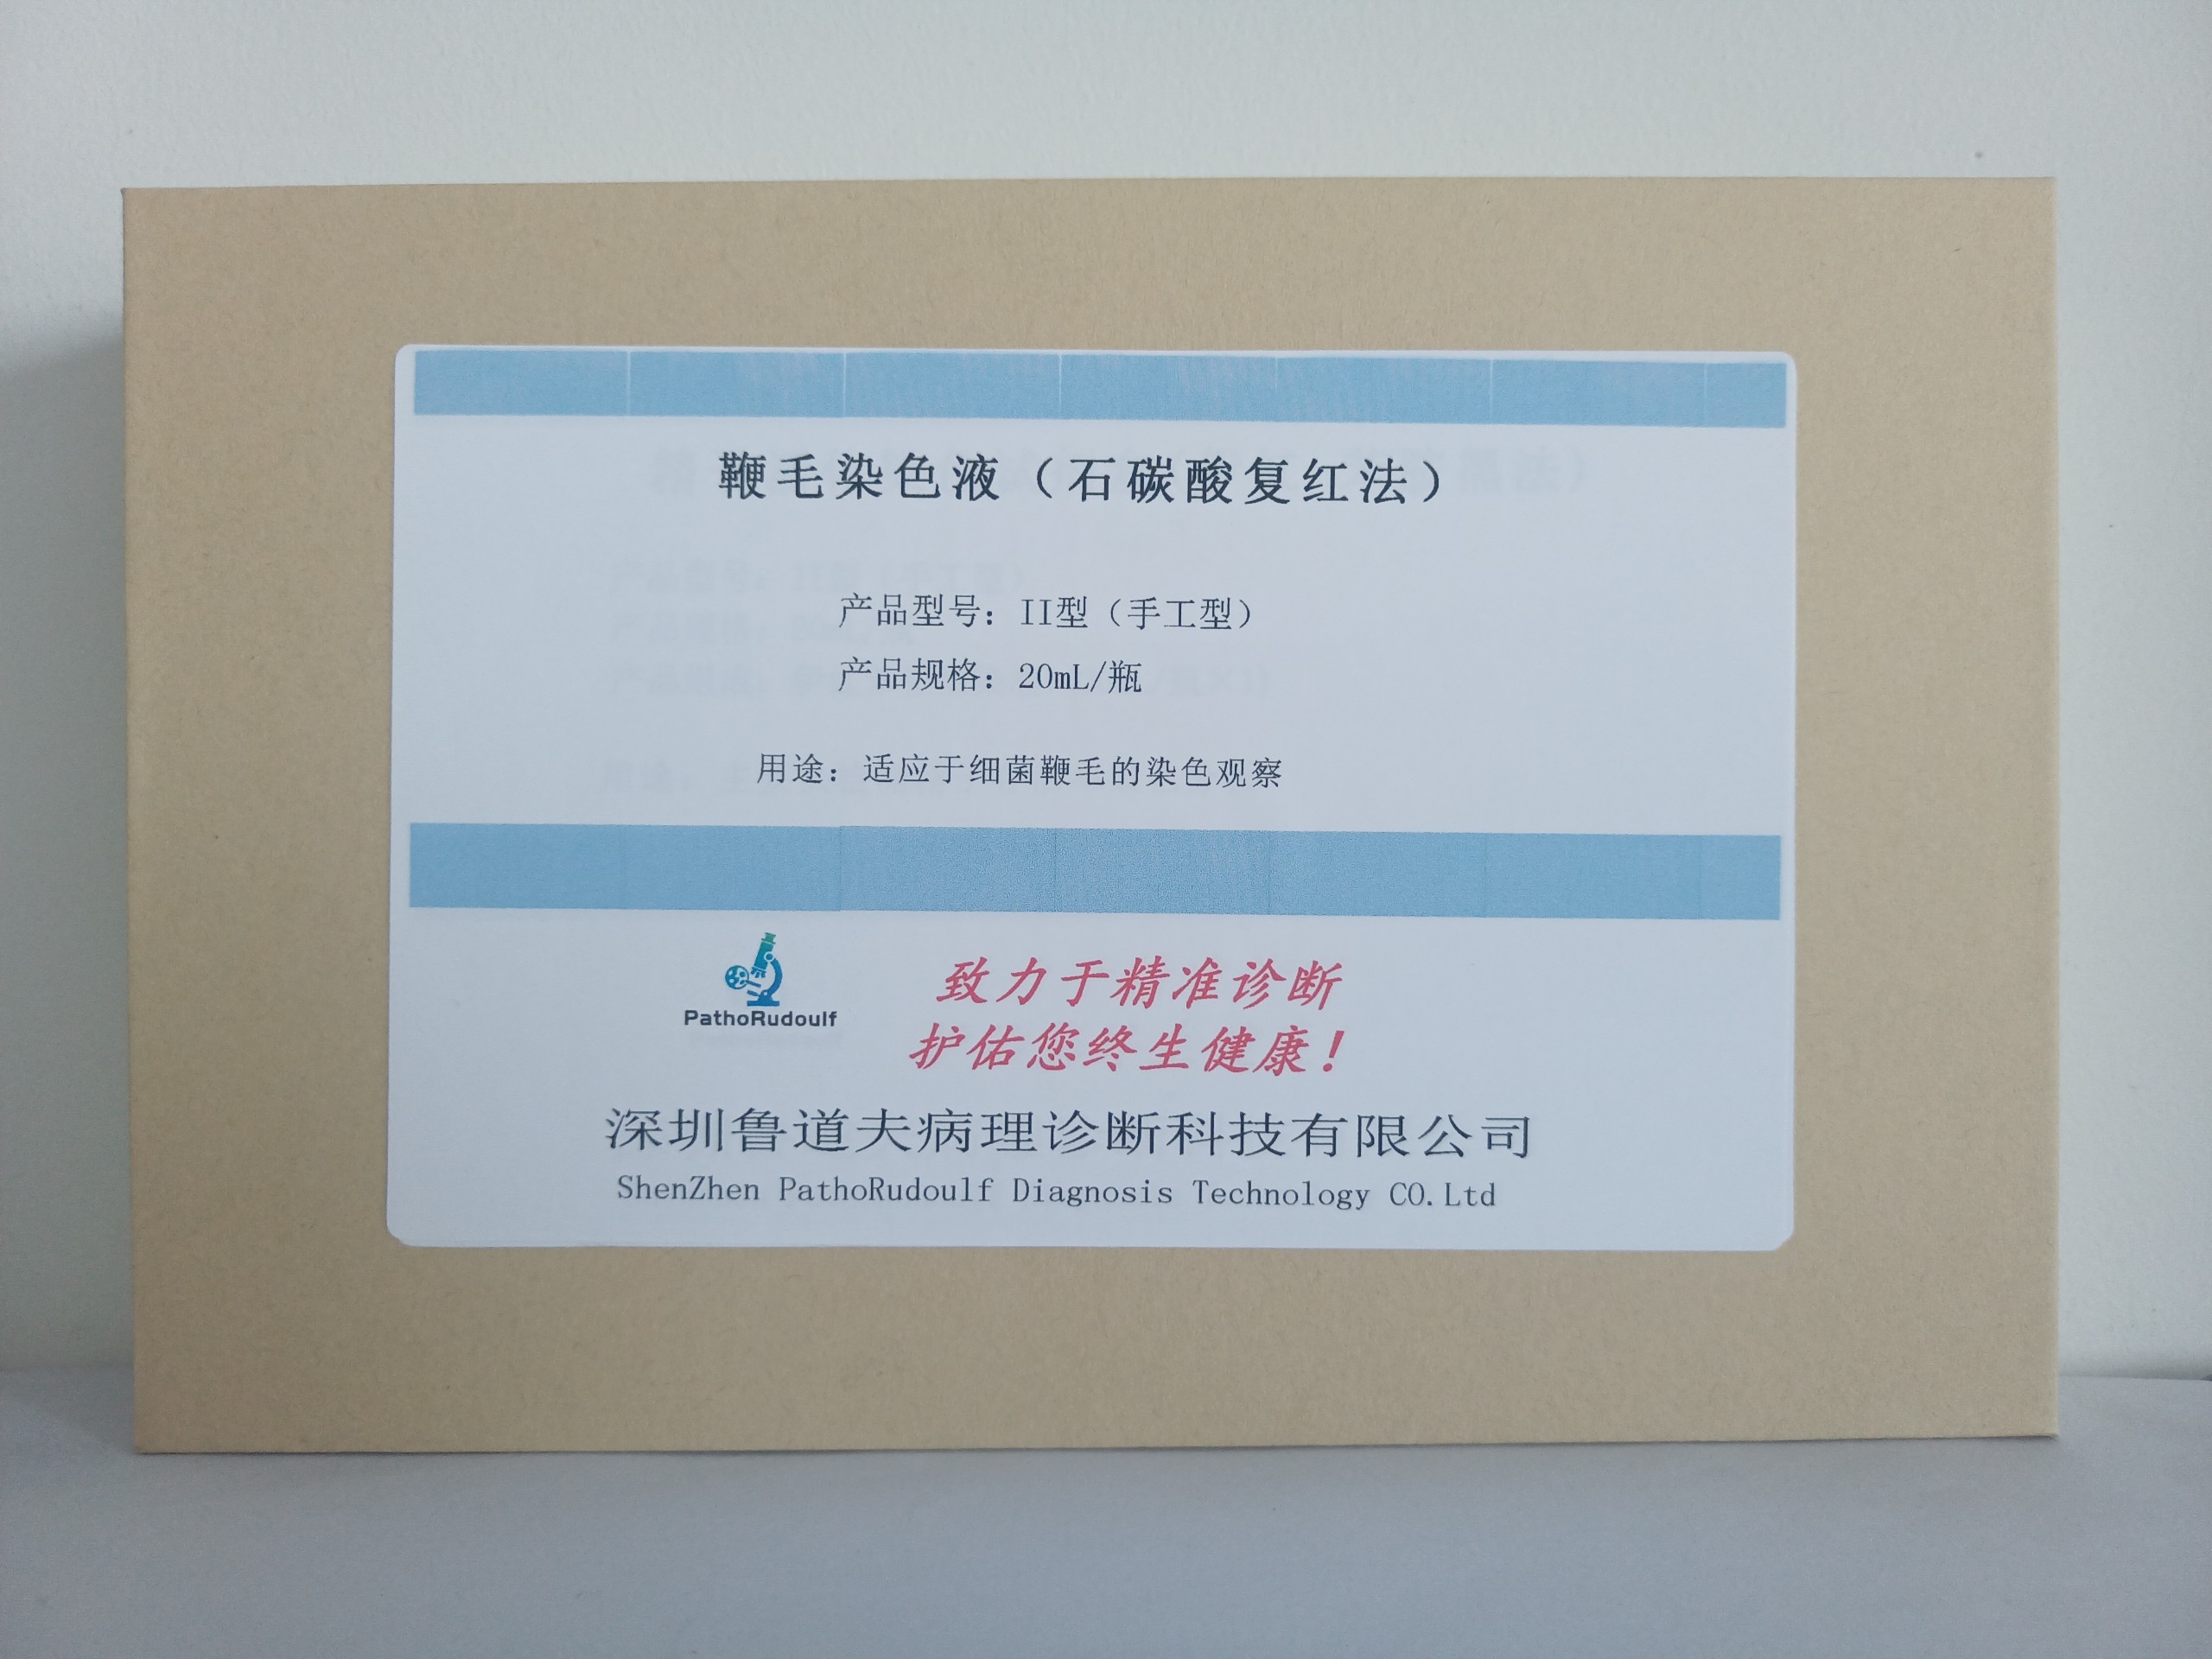 鞭毛染色液（石碳酸复红法）
产品型号：II型（手工型）
产品规格：20mL/瓶
用途：适应于细菌鞭毛的染色观察
PathoRudoulf
致力于精准诊断
护佑您终生健康！
深圳鲁道夫病理诊断科技有限公司
ShenZhen PathoRudoulf Diagnosis Technology CO.Ltd